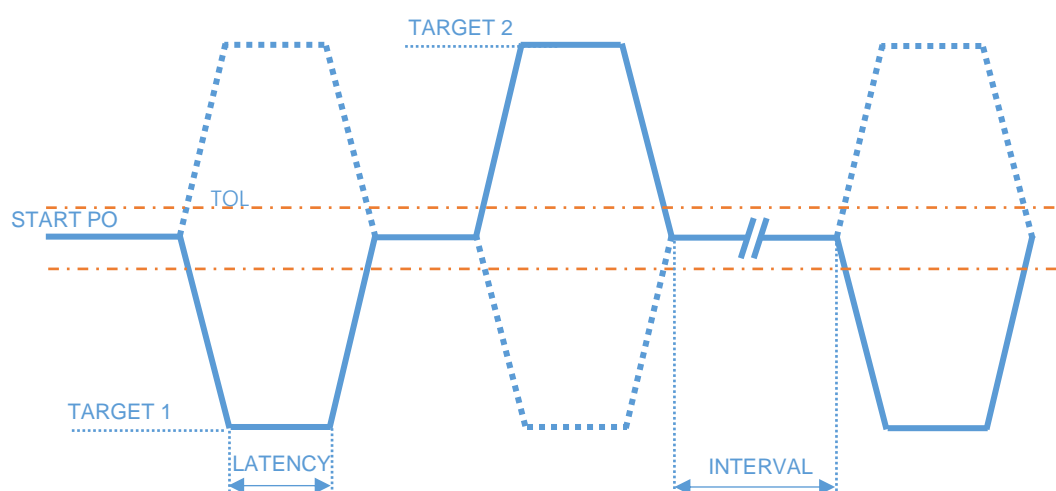 TARGET 2
TOL
START PO
TARGET 1
LATENCY
INTERVAL